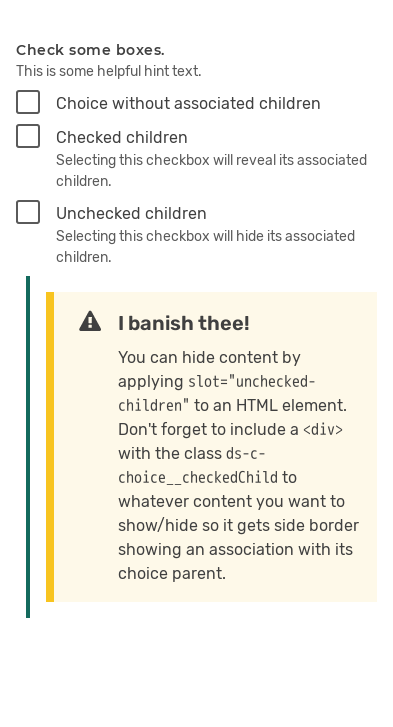 Check some boxes.
This is some helpful hint text.
Choice without associated children
Checked children
Selecting this checkbox will reveal its associated
children.
Unchecked children
Selecting this checkbox will hide its associated
children.
I banish thee!
You can hide content by
applying slot="unchecked-
children" to an HTML element.
Don't forget to include a <div>
with the class ds-c-
choice__checkedChild to
whatever content you want to
show/hide so it gets side border
showing an association with its
choice parent.